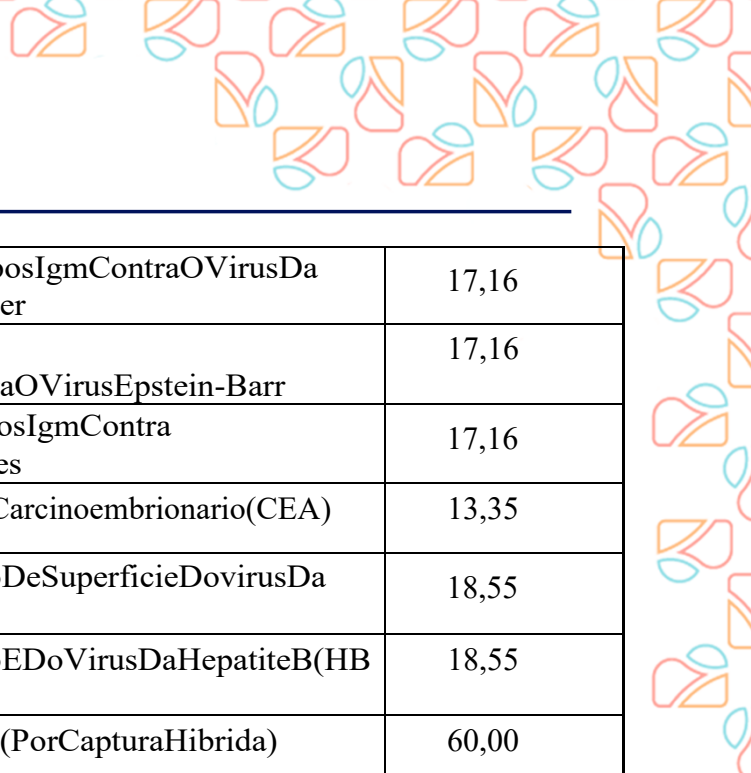 osIgmContraOVirusDa
17,16
er
17,16
aOVirusEpstein-Barr
osIgmContra
17,16
es
Carcinoembrionario(CEA)
13,35
DeSuperficieDovirusDa
18,55
EDoVirusDaHepatiteB(HB
18,55
(PorCapturaHibrida)
60,00